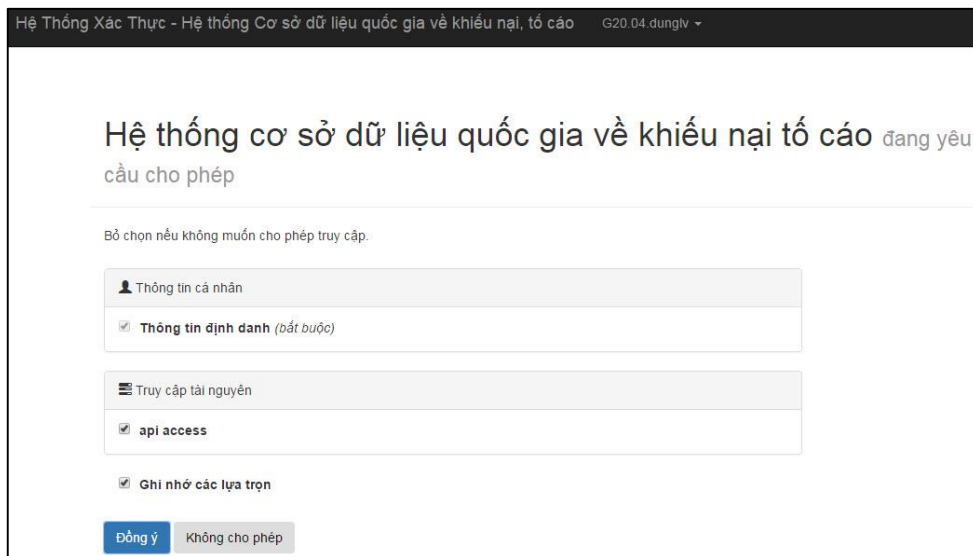 Hệ Thống Xác Thực - Hệ thống Cơ sở dữ liệu quốc gia về khiếu nại, tố cáo G20.04.dunglv
Hệ thống cơ sở dữ liệu quốc gia về khiếu nại tố cáo đang yêu
cầu cho phép
Bỏ chọn nếu không muốn cho phép truy cập.
Thông tin cá nhân
Thông tin định danh (bắt buộc)
Truy cập tài nguyên
api access
Ghi nhớ các lựa trọn
Đồng ý Không cho phép